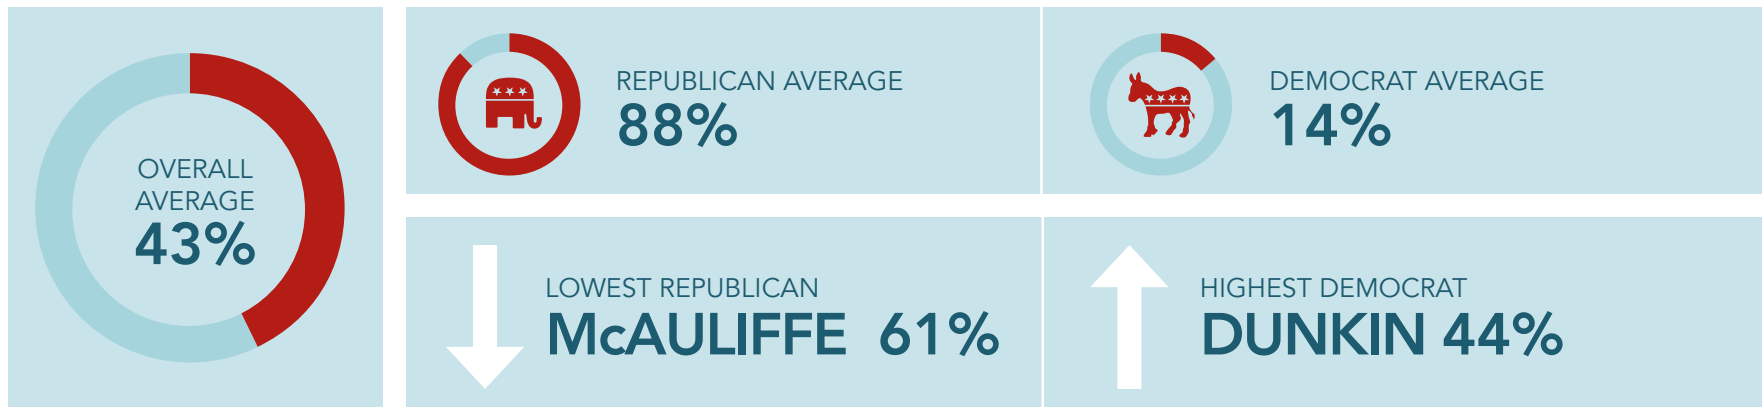 OVERALL
AVERAGE
43%
REPUBLICAN AVERAGE
88%
DEMOCRAT AVERAGE
14%
LOWEST REPUBLICAN
McAULIFFE 61%
HIGHEST DEMOCRAT
DUNKIN 44%